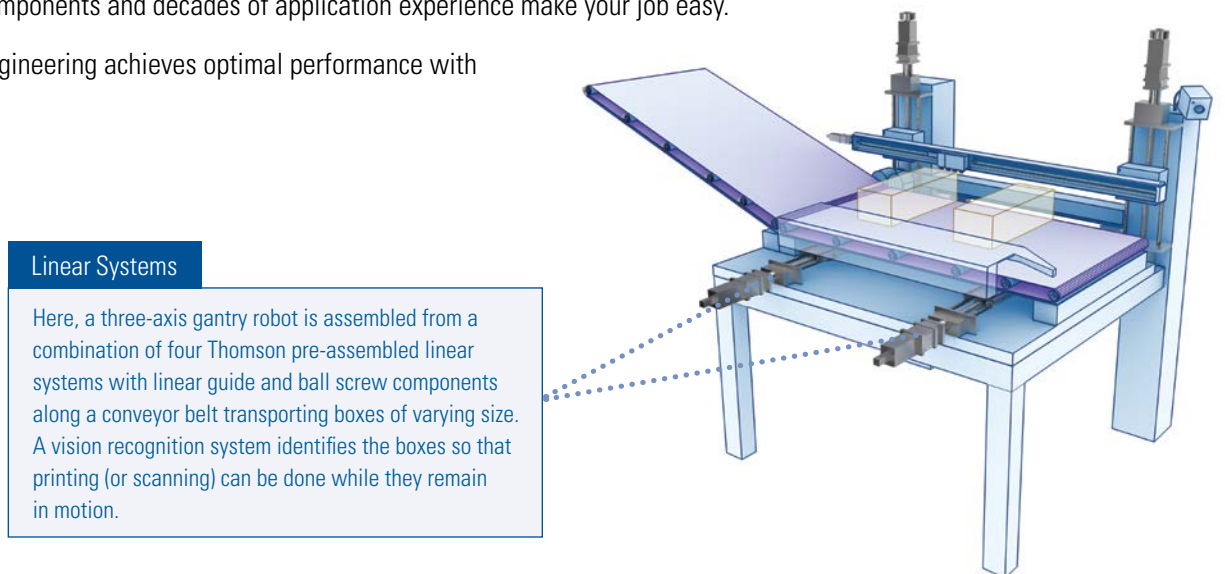 mponents and decades of application experience make your job easy.
gineering achieves optimal performance with
Linear Systems
Here, a three-axis gantry robot is assembled from a
combination of four Thomson pre-assembled linear
systems with linear guide and ball screw components
along a conveyor belt transporting boxes of varying size.
A vision recognition system identifies the boxes so that
printing (or scanning) can be done while they remain
in motion.